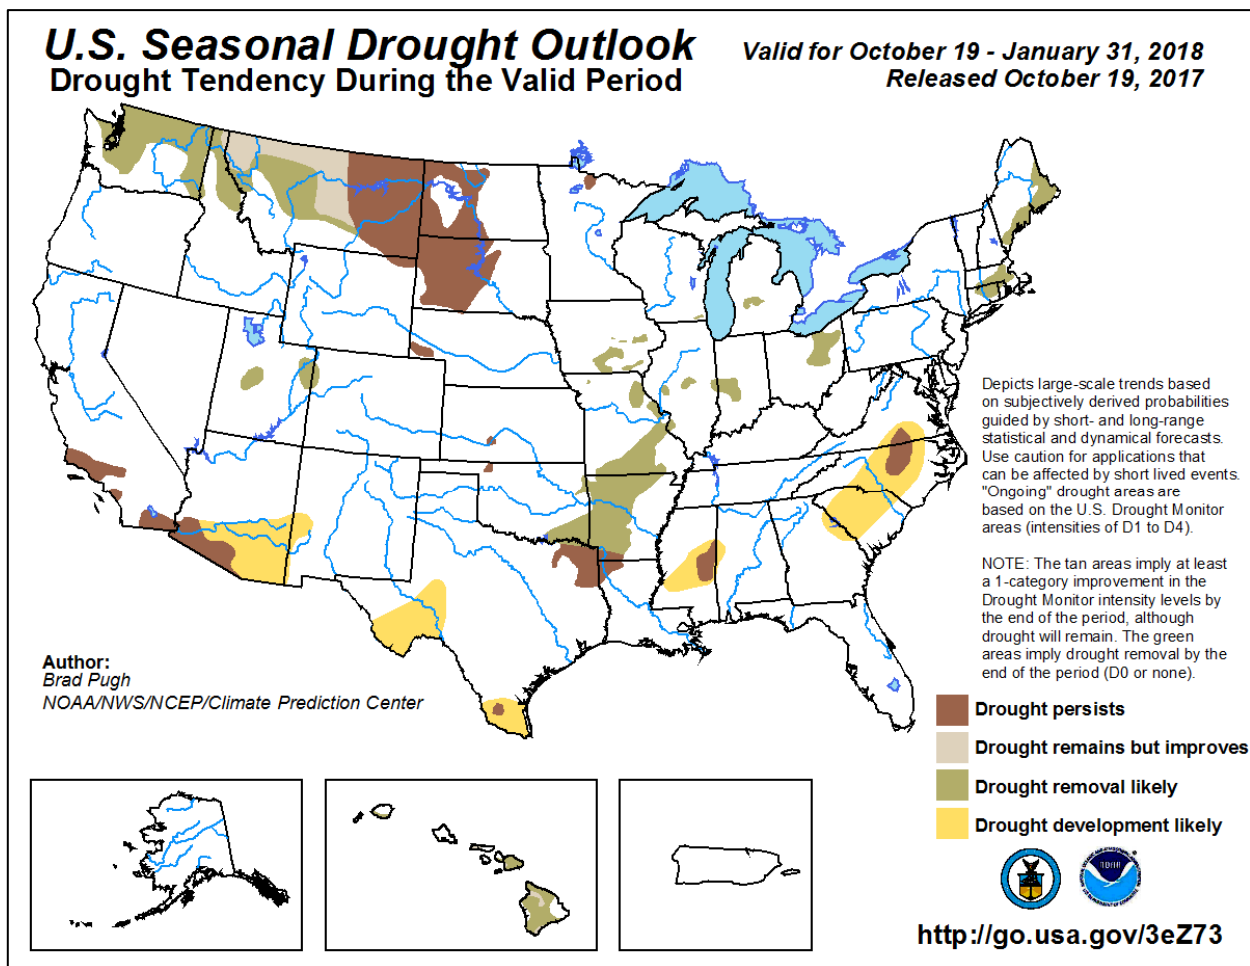 U.S. Seasonal Drought Outlook
Drought Tendency During the Valid Period
Valid for October 19 - January 31, 2018
Released October 19, 2017
Depicts large-scale trends based
on subjectively derived probabilities
guided by short- and long-range
statistical and dynamical forecasts.
Use caution for applications that
can be affected by short lived events.
"Ongoing" drought areas are
based on the U.S. Drought Monitor
areas (intensities of D1 to D4).
NOTE: The tan areas imply at least
a 1-category improvement in the
Drought Monitor intensity levels by
the end of the period, although
drought will remain. The green
areas imply drought removal by the
end of the period (D0 or none).
Author:
Brad Pugh
NOAA/NWS/NCEP/Climate Prediction Center
Drought persists
Drought remains but improves
Drought removal likely
Drought development likely
http://go.usa.gov/3eZ73